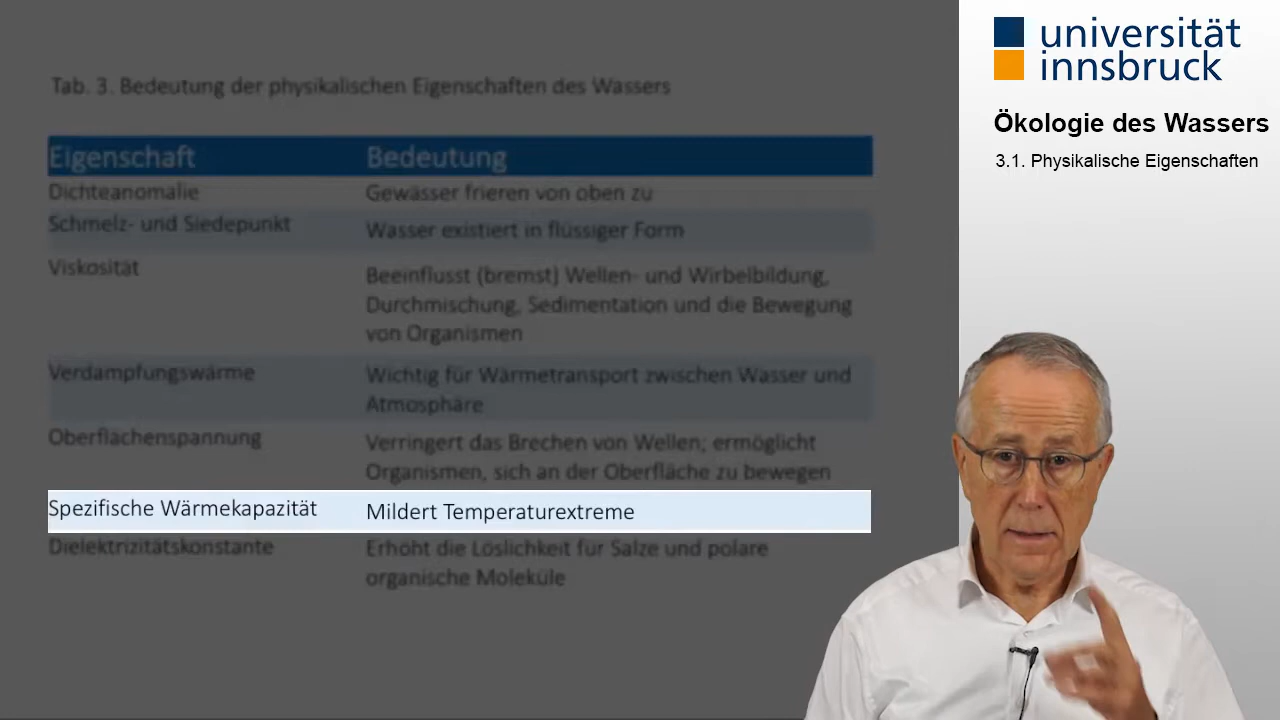 universität
innsbruck
Ökologie des Wassers
3.1. Physikalische Eigenschaften
Tab. 3. Bedeutung der physikalischen Eigenschaften des Wassers
Eigenschaft Bedeutung
Dichteanomalie Gewässer frieren von oben zu
Schmelz- und Siedepunkt Wasser existiert in flüssiger Form
Viskosität Beeinflusst (bremst) Wellen- und Wirbelbildung,
Durchmischung, Sedimentation und die Bewegung
von Organismen
Verdampfungswärme Wichtig für Wärmetransport zwischen Wasser und
Atmosphäre
Oberflächenspannung Verringert das Brechen von Wellen; ermöglicht
Organismen, sich an der Oberfläche zu bewegen
Spezifische Wärmekapazität Mildert Temperaturextreme
Dielektrizitätskonstante Erhöht die Löslichkeit für Salze und polare
organische Moleküle